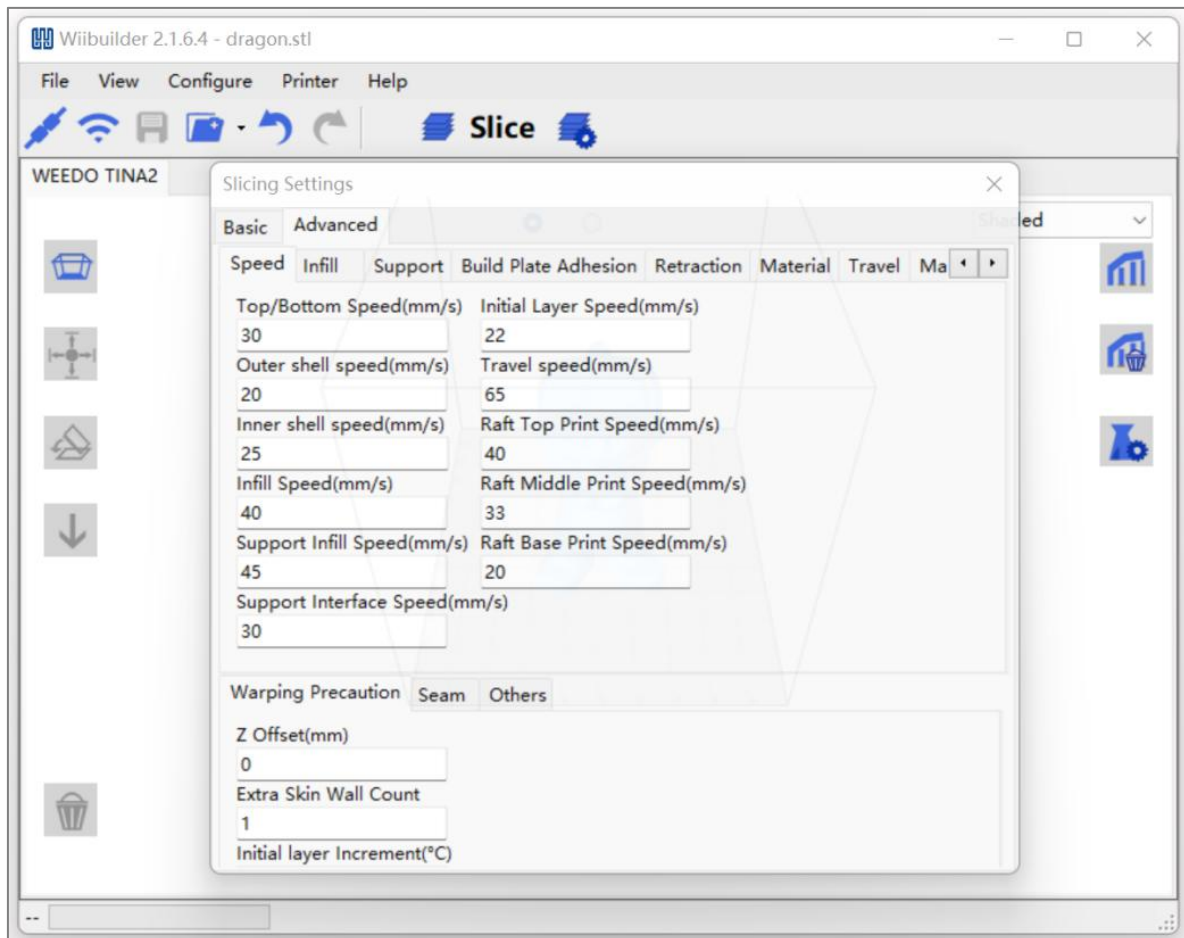 Wiibuilder 2.1.6.4 - dragon.stl
File View Configure Printer Help
Slice
WEEDO TINA2
Slicing Settings
Shaded
Basic Advanced
Speed Infill Support Build Plate Adhesion Retraction Material Travel Ma
Top/Bottom Speed(mm/s) Initial Layer Speed(mm/s)
30 22
Outer shell speed(mm/s) Travel speed(mm/s)
20 65
Inner shell speed(mm/s) Raft Top Print Speed(mm/s)
25 40
Infill Speed(mm/s) Raft Middle Print Speed(mm/s)
40 33
Support Infill Speed(mm/s) Raft Base Print Speed(mm/s)
45 20
Support Interface Speed(mm/s)
30
Warping Precaution Seam Others
Z Offset(mm)
0
Extra Skin Wall Count
1
Initial layer Increment(°C)
--